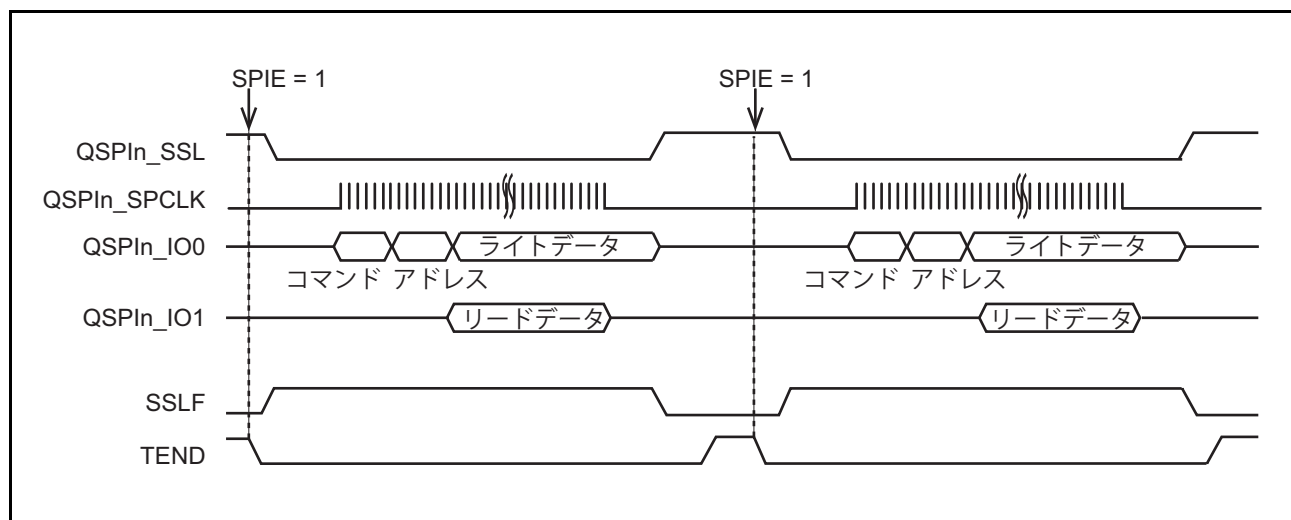 SPIE = 1 SPIE = 1
QSPIn_SSL
QSPIn_SPCLK
QSPIn_IO0 ライトデータ ライトデータ
コマンド アドレス コマンド アドレス
QSPIn_IO1 リードデータ リードデータ
SSLF
TEND